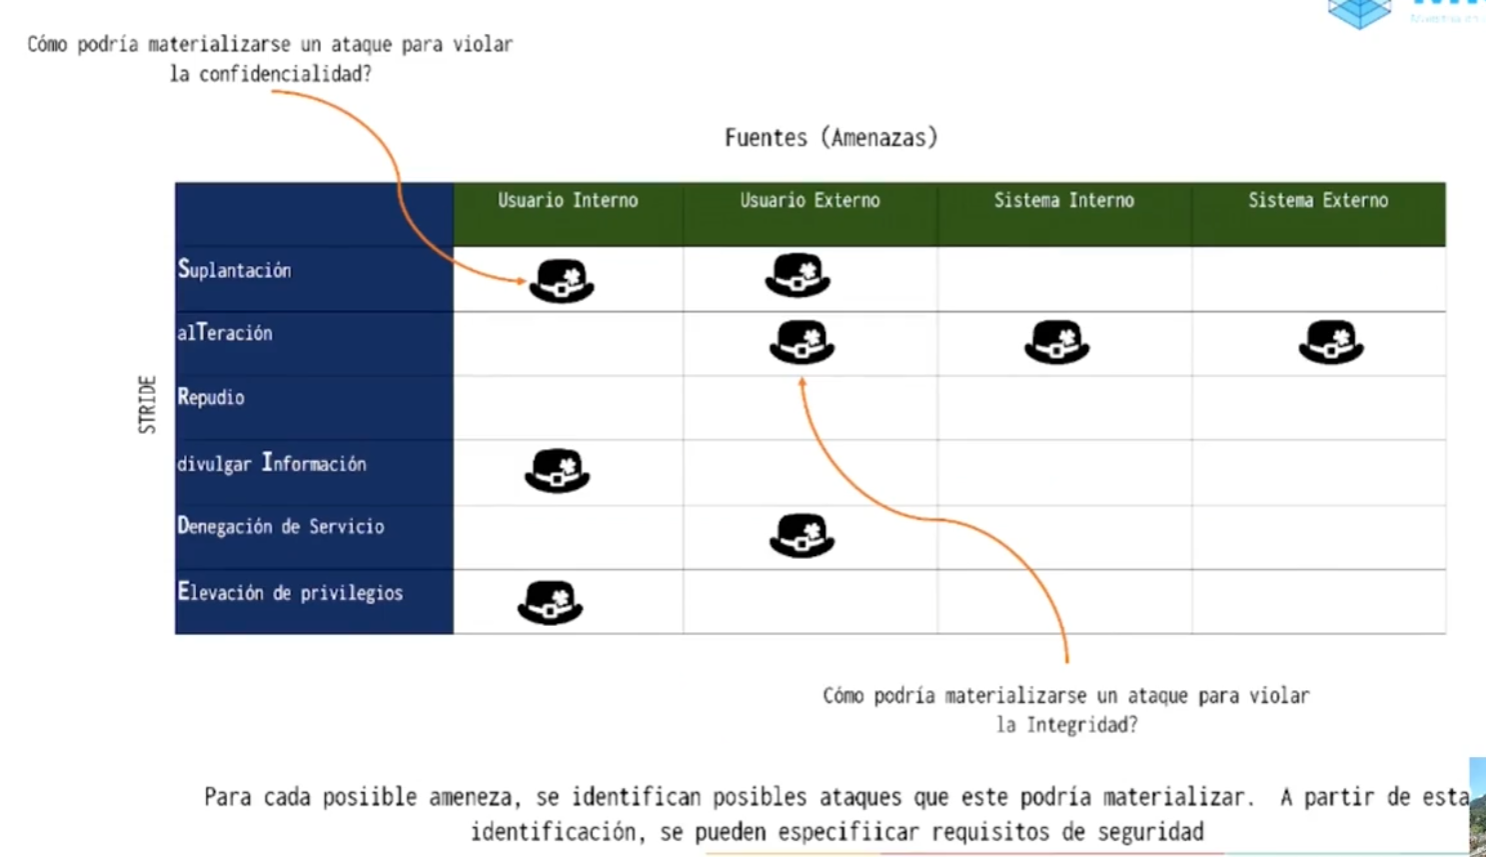 Cómo podría materializarse un ataque para violar
la confidencialidad?
Fuentes (Amenazas)
Usuario Interno
Usuario Externo
Sistema Interno
Sistema Externo
STRIDE
Suplantación
alTeración
Repudio
divulgar Información
Denegación de Servicio
Elevación de privilegios
Cómo podría materializarse un ataque para violar
la Integridad?
Para cada posiible ameneza, se identifican posibles ataques que este podría materializar. A partir de esta
identificación, se pueden especifiicar requisitos de seguridad